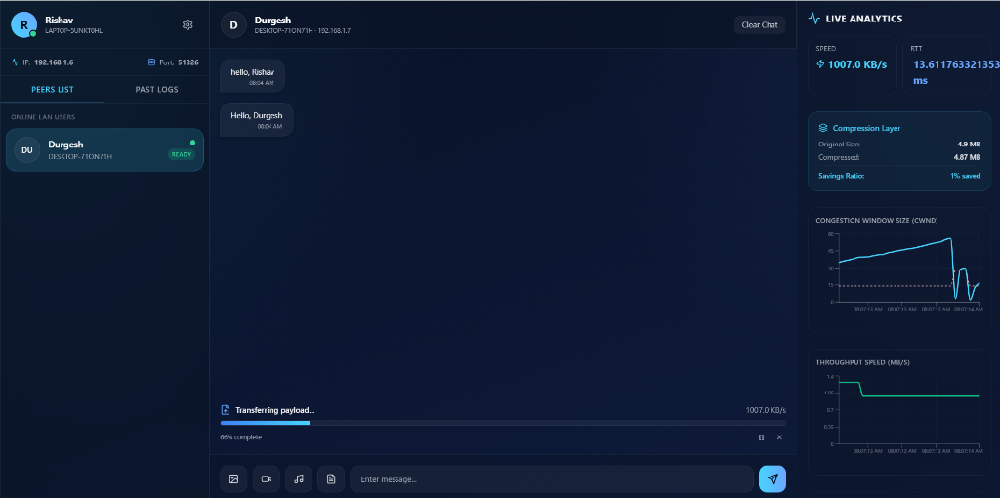 R
Rishav
LAPTOP-5UNKT0HL
IP: 192.168.1.6
Port: 51326
PEERS LIST
PAST LOGS
ONLINE LAN USERS
DU
Durgesh
DESKTOP-71ON71H
READY
D
Durgesh
DESKTOP-71ON71H - 192.168.1.7
Clear Chat
hello, Rishav
08:04 AM
Hello, Durgesh
08:04 AM
Transferring payload...
1007.0 KB/s
66% complete
Enter message...
LIVE ANALYTICS
SPEED
1007.0 KB/s
RTT
13.611763321353
ms
Compression Layer
Original Size:
4.9 MB
Compressed:
4.87 MB
Savings Ratio:
1% saved
CONGESTION WINDOW SIZE (CWND)
60
45
30
15
0
08:07:13 AM 08:07:13 AM 08:07:13 AM 08:07:14 AM
THROUGHPUT SPEED (MB/S)
1.4
1.05
0.7
0.35
0
08:07:13 AM 08:07:13 AM 08:07:13 AM 08:07:14 AM